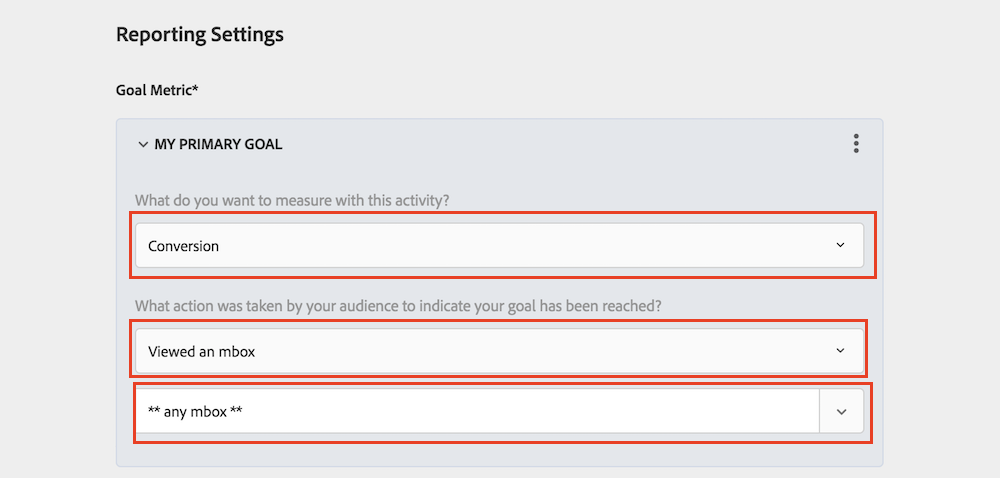 Reporting Settings
Goal Metric*
MY PRIMARY GOAL
What do you want to measure with this activity?
Conversion
What action was taken by your audience to indicate your goal has been reached?
Viewed an mbox
** any mbox **